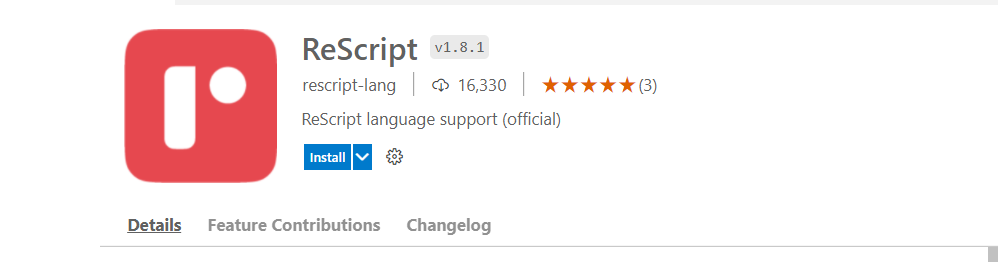 ReScript v1.8.1
rescript-lang 16,330 (3)
ReScript language support (official)
Install
Details Feature Contributions Changelog